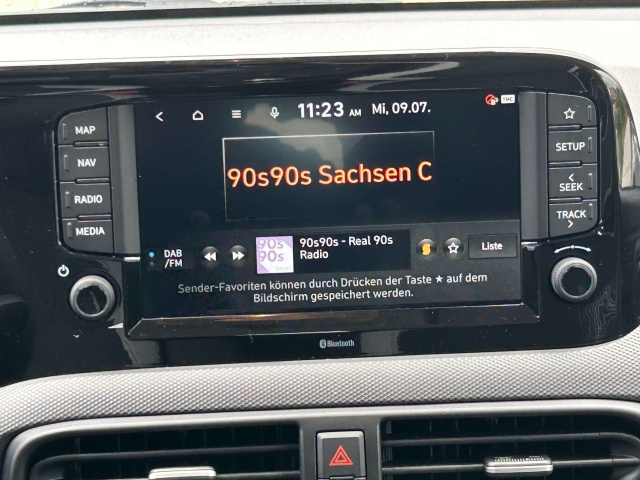 11:23 AM Mi, 09.07.
MAP
NAV
RADIO
MEDIA
90s90s Sachsen C
DAB
/FM
90s
90s
90s90s - Real 90s
Radio
Liste
Sender-Favoriten können durch Drücken der Taste ★ auf dem
Bildschirm gespeichert werden.
SETUP
< SEEK
TRACK >
Bluetooth